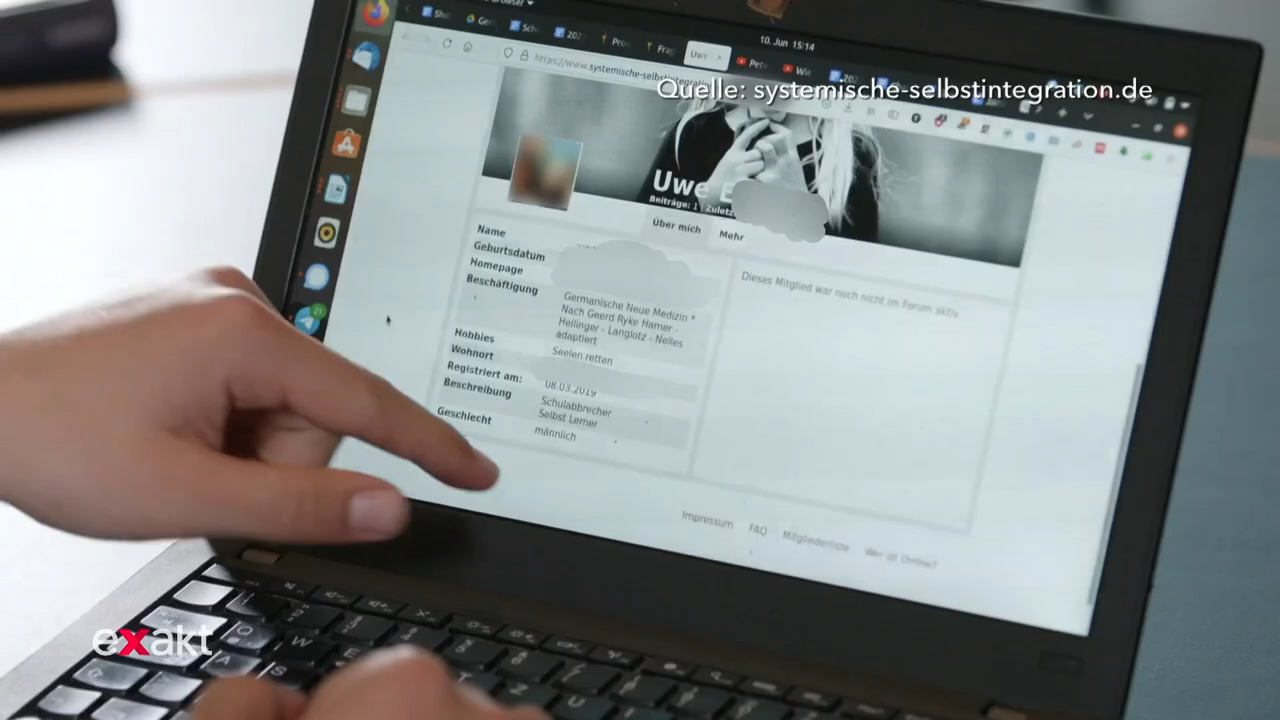 10. Jun 15:14
Uwe
https://www.systemische-selbstintegra
Quelle: systemische-selbstintegration.de
Uwe E
Beiträge: 1 | Zuletz
Über mich
Mehr
Name
Geburtsdatum
Homepage
Beschäftigung
Germanische Neue Medizin *
Nach Geerd Ryke Hamer -
Hellinger - Langlotz - Nelles
adaptiert
Hobbies
Seelen retten
Wohnort
Registriert am:
08.03.2019
Beschreibung
Schulabbrecher
Selbst Lerner
Geschlecht
männlich
Dieses Mitglied war noch nicht im Forum aktiv
Impressum FAQ Mitgliederliste Wer ist Online?
exakt